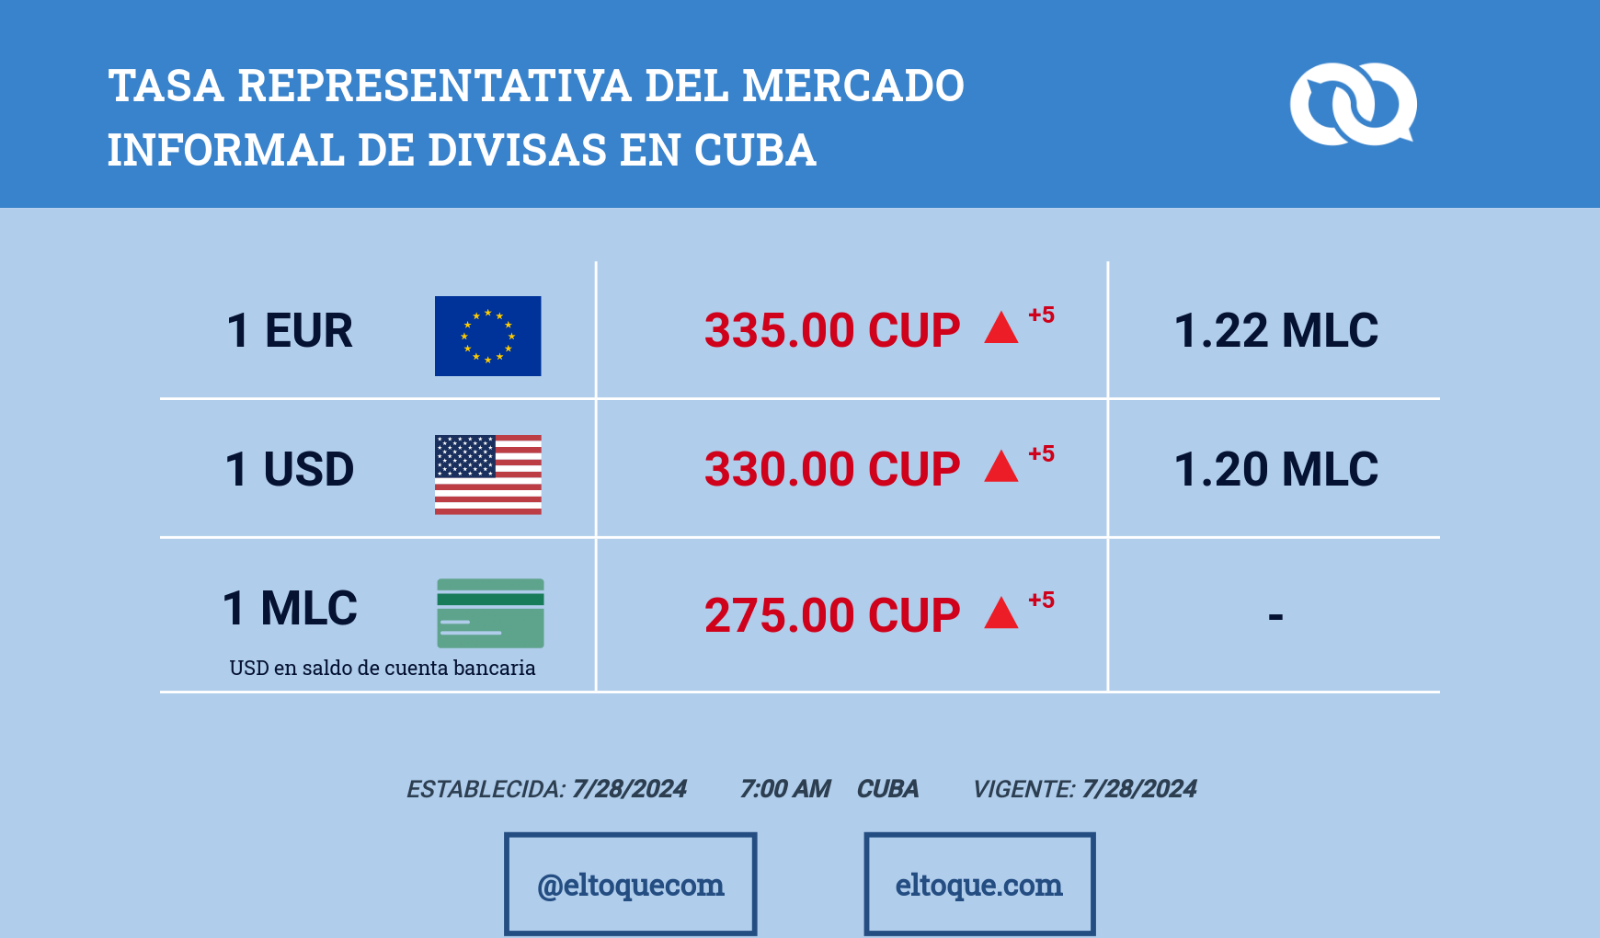 TASA REPRESENTATIVA DEL MERCADO
INFORMAL DE DIVISAS EN CUBA
1 EUR 335.00 CUP ▲ +5 1.22 MLC
1 USD 330.00 CUP ▲ +5 1.20 MLC
1 MLC 275.00 CUP ▲ +5 -
USD en saldo de cuenta bancaria
ESTABLECIDA: 7/28/2024 7:00 AM CUBA VIGENTE: 7/28/2024
@eltoquecom eltoque.com